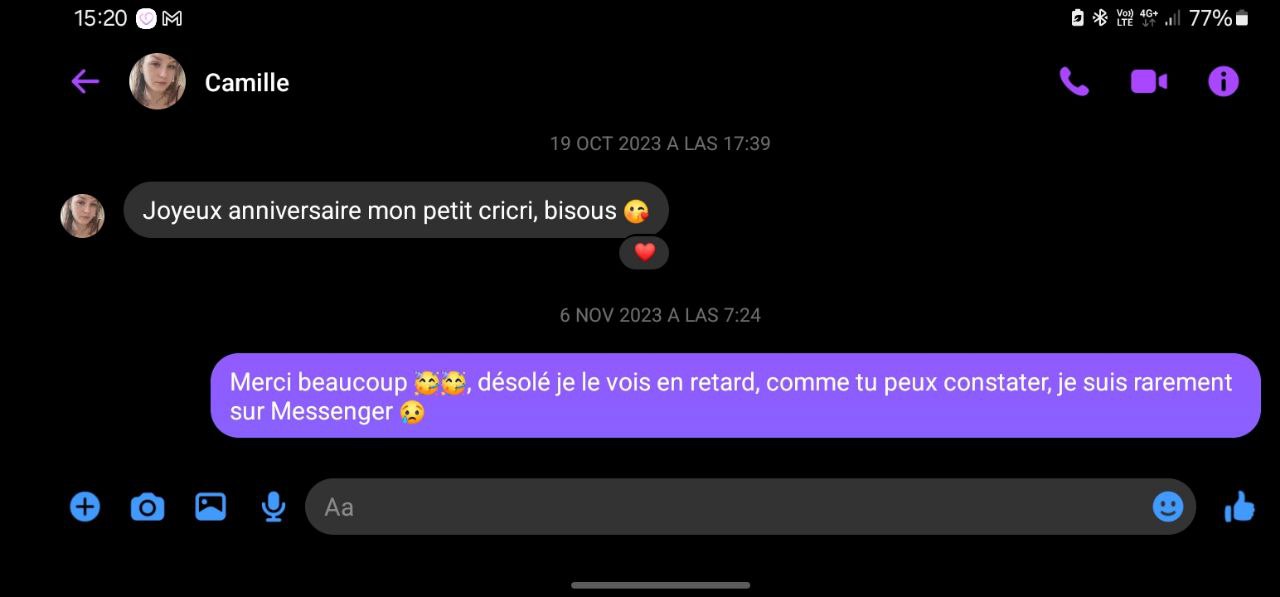 15:20
Vo)) LTE 4G+ 77%
Camille
19 OCT 2023 A LAS 17:39
Joyeux anniversaire mon petit cricri, bisous 😘
❤️
6 NOV 2023 A LAS 7:24
Merci beaucoup 🥳🥳, désolé je le vois en retard, comme tu peux constater, je suis rarement
sur Messenger 😢
Aa